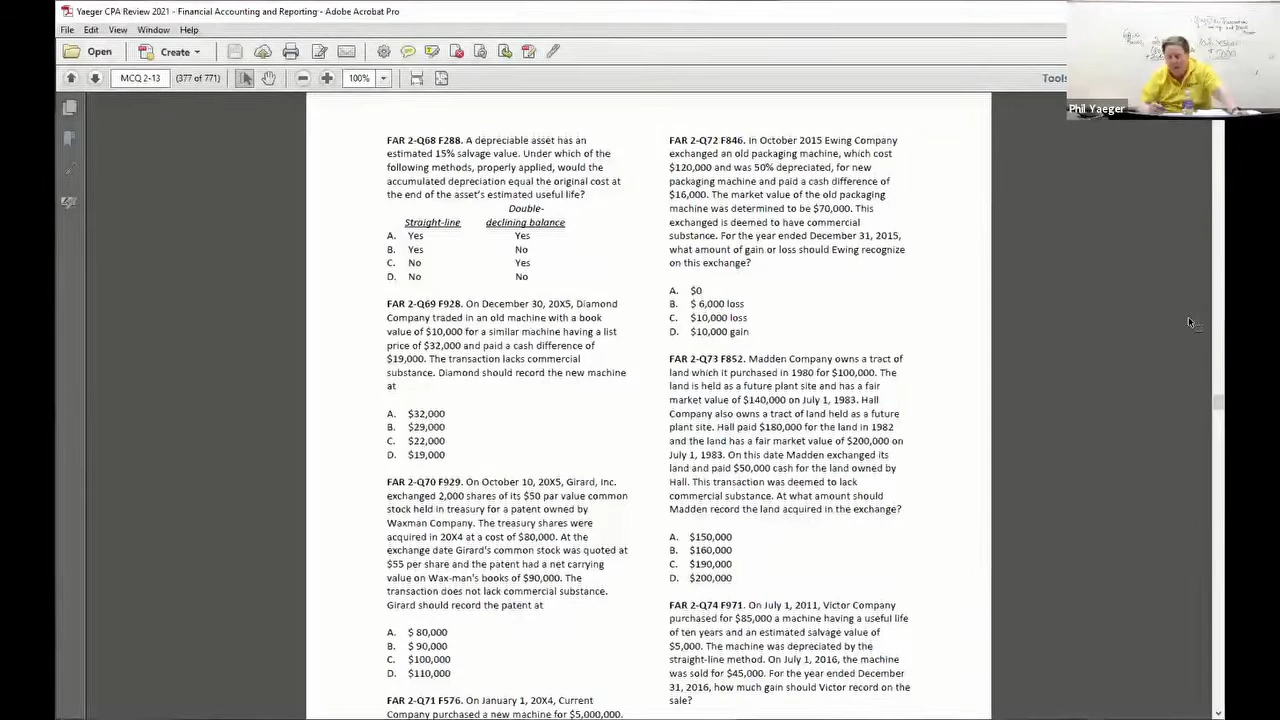 Yaeger CPA Review 2021 - Financial Accounting and Reporting - Adobe Acrobat Pro
File Edit View Window Help
Open Create
MCQ 2-13 (377 of 771) 100% Tools
Phil Yaeger
FAR 2-Q68 F288. A depreciable asset has an
estimated 15% salvage value. Under which of the
following methods, properly applied, would the
accumulated depreciation equal the original cost at
the end of the asset's estimated useful life?
Double-
Straight-line declining balance
A. Yes Yes
B. Yes No
C. No Yes
D. No No
FAR 2-Q69 F928. On December 30, 20X5, Diamond
Company traded in an old machine with a book
value of $10,000 for a similar machine having a list
price of $32,000 and paid a cash difference of
$19,000. The transaction lacks commercial
substance. Diamond should record the new machine
at
A. $32,000
B. $29,000
C. $22,000
D. $19,000
FAR 2-Q70 F929. On October 10, 20X5, Girard, Inc.
exchanged 2,000 shares of its $50 par value common
stock held in treasury for a patent owned by
Waxman Company. The treasury shares were
acquired in 20X4 at a cost of $80,000. At the
exchange date Girard's common stock was quoted at
$55 per share and the patent had a net carrying
value on Wax-man's books of $90,000. The
transaction does not lack commercial substance.
Girard should record the patent at
A. $ 80,000
B. $ 90,000
C. $100,000
D. $110,000
FAR 2-Q71 F576. On January 1, 20X4, Current
Company purchased a new machine for $5,000,000.
FAR 2-Q72 F846. In October 2015 Ewing Company
exchanged an old packaging machine, which cost
$120,000 and was 50% depreciated, for new
packaging machine and paid a cash difference of
$16,000. The market value of the old packaging
machine was determined to be $70,000. This
exchanged is deemed to have commercial
substance. For the year ended December 31, 2015,
what amount of gain or loss should Ewing recognize
on this exchange?
A. $0
B. $ 6,000 loss
C. $10,000 loss
D. $10,000 gain
FAR 2-Q73 F852. Madden Company owns a tract of
land which it purchased in 1980 for $100,000. The
land is held as a future plant site and has a fair
market value of $140,000 on July 1, 1983. Hall
Company also owns a tract of land held as a future
plant site. Hall paid $180,000 for the land in 1982
and the land has a fair market value of $200,000 on
July 1, 1983. On this date Madden exchanged its
land and paid $50,000 cash for the land owned by
Hall. This transaction was deemed to lack
commercial substance. At what amount should
Madden record the land acquired in the exchange?
A. $150,000
B. $160,000
C. $190,000
D. $200,000
FAR 2-Q74 F971. On July 1, 2011, Victor Company
purchased for $85,000 a machine having a useful life
of ten years and an estimated salvage value of
$5,000. The machine was depreciated by the
straight-line method. On July 1, 2016, the machine
was sold for $45,000. For the year ended December
31, 2016, how much gain should Victor record on the
sale?